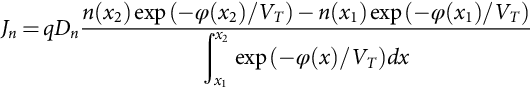 $J_n = qD_n \frac{n(x_2) \exp(-\varphi(x_2)/V_T) - n(x_1) \exp(-\varphi(x_1)/V_T)}{\int_{x_1}^{x_2} \exp(-\varphi(x)/V_T) dx}$